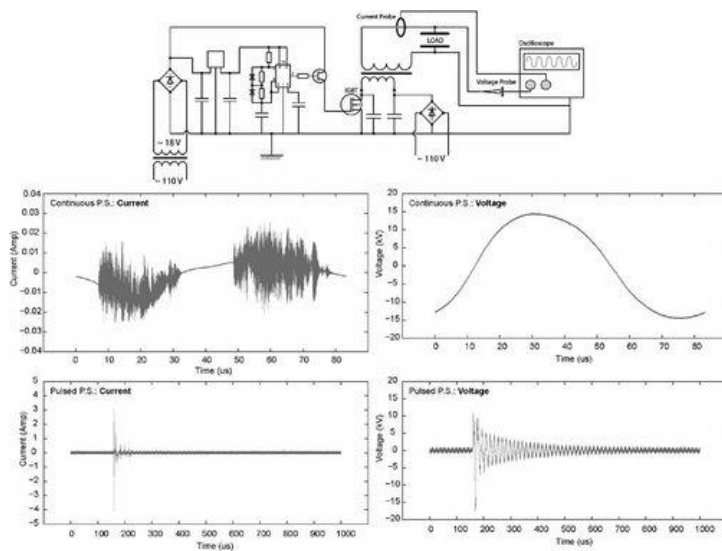 Current Probe
Oscilloscope
LOAD
Voltage Probe
IGBT
~ 18 V
~ 110 V
~ 110 V
Continuous P.S.: Current
Current (Amp)
0.04
0.03
0.02
0.01
0
−0.01
−0.02
−0.03
−0.04
0 10 20 30 40 50 60 70 80
Time (us)
Continuous P.S.: Voltage
Voltage (kV)
20
15
10
5
0
−5
−10
−15
−20
0 10 20 30 40 50 60 70 80
Time (us)
Pulsed P.S.: Current
Current (Amp)
5
4
3
2
1
0
−1
−2
−3
−4
−5
0 100 200 300 400 500 600 700 800 900 1000
Time (us)
Pulsed P.S.: Voltage
Voltage (kV)
20
15
10
5
0
−5
−10
−15
−20
0 100 200 300 400 500 600 700 800 900 1000
Time (us)